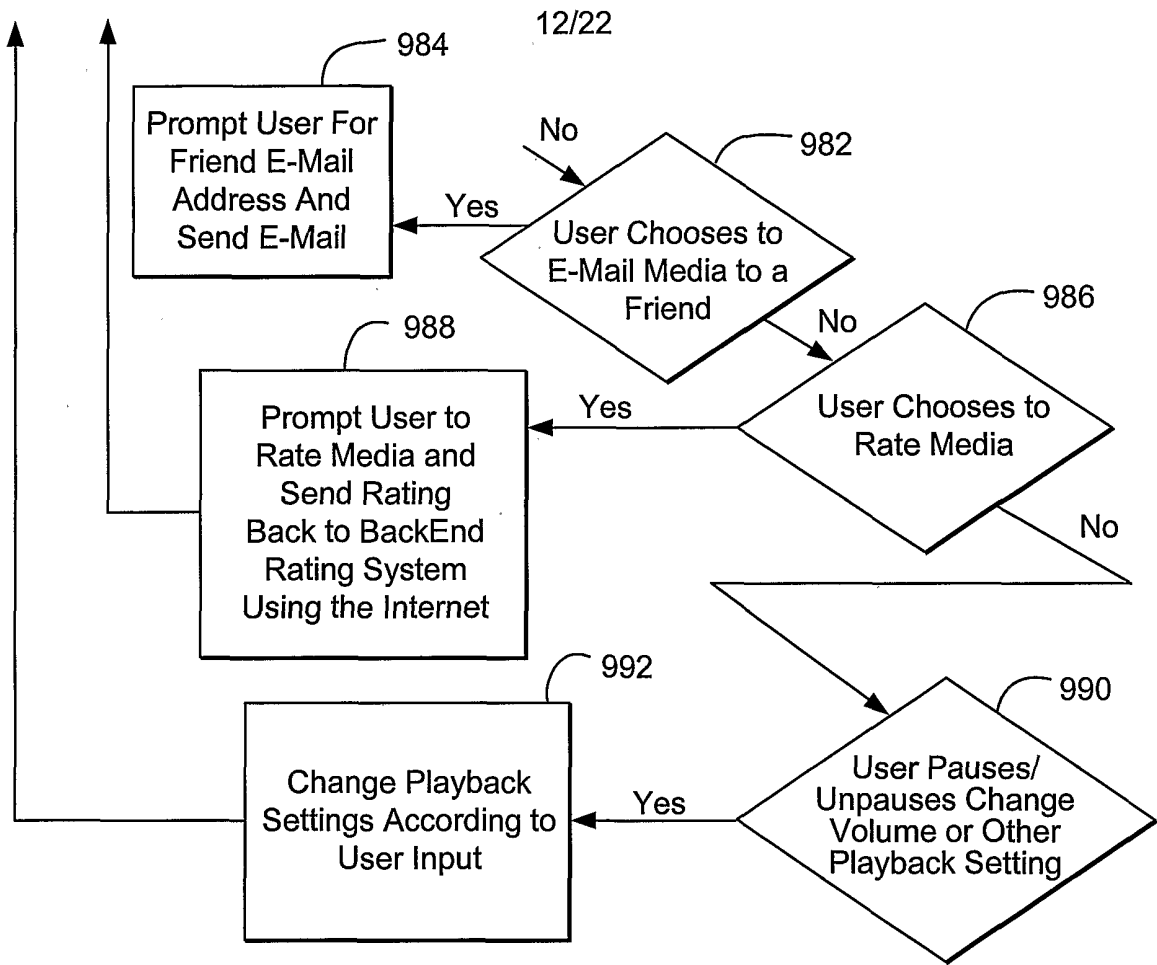 12/22
984
Prompt User For
Friend E-Mail
Address And
Send E-Mail
No
982
Yes
User Chooses to
E-Mail Media to a
Friend
No
986
988
Prompt User to
Rate Media and
Send Rating
Back to BackEnd
Rating System
Using the Internet
Yes
User Chooses to
Rate Media
No
992
Change Playback
Settings According to
User Input
Yes
990
User Pauses/
Unpauses Change
Volume or Other
Playback Setting